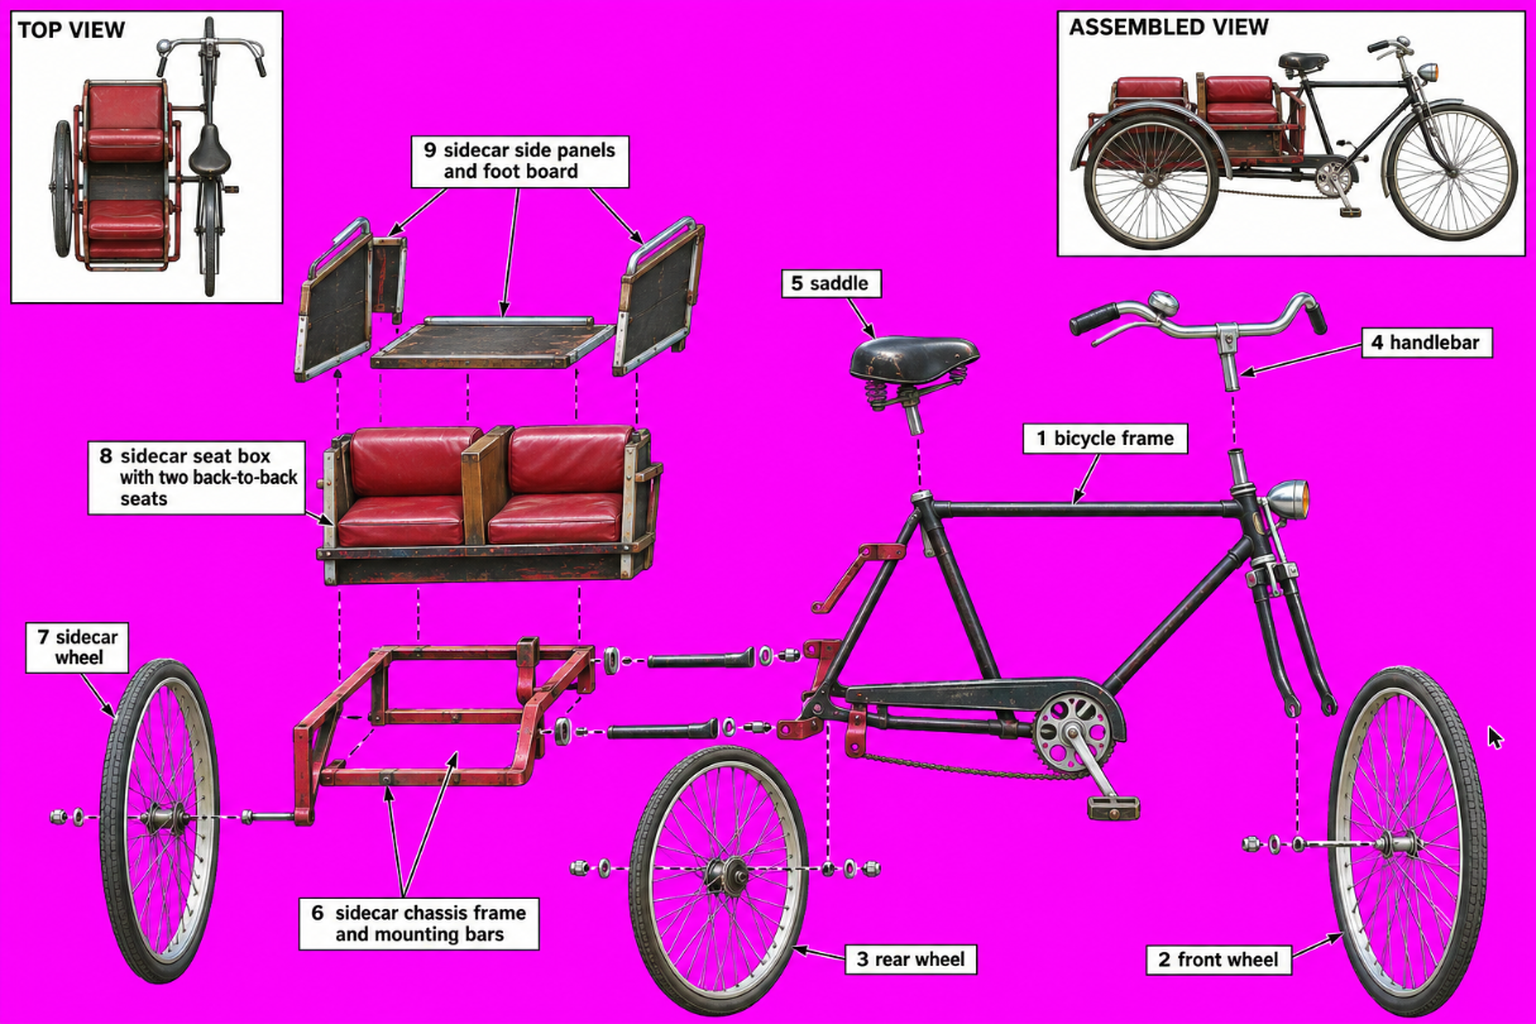 TOP VIEW
ASSEMBLED VIEW
9 sidecar side panels
and foot board
5 saddle
4 handlebar
1 bicycle frame
8 sidecar seat box
with two back-to-back
seats
7 sidecar
wheel
6 sidecar chassis frame
and mounting bars
3 rear wheel
2 front wheel